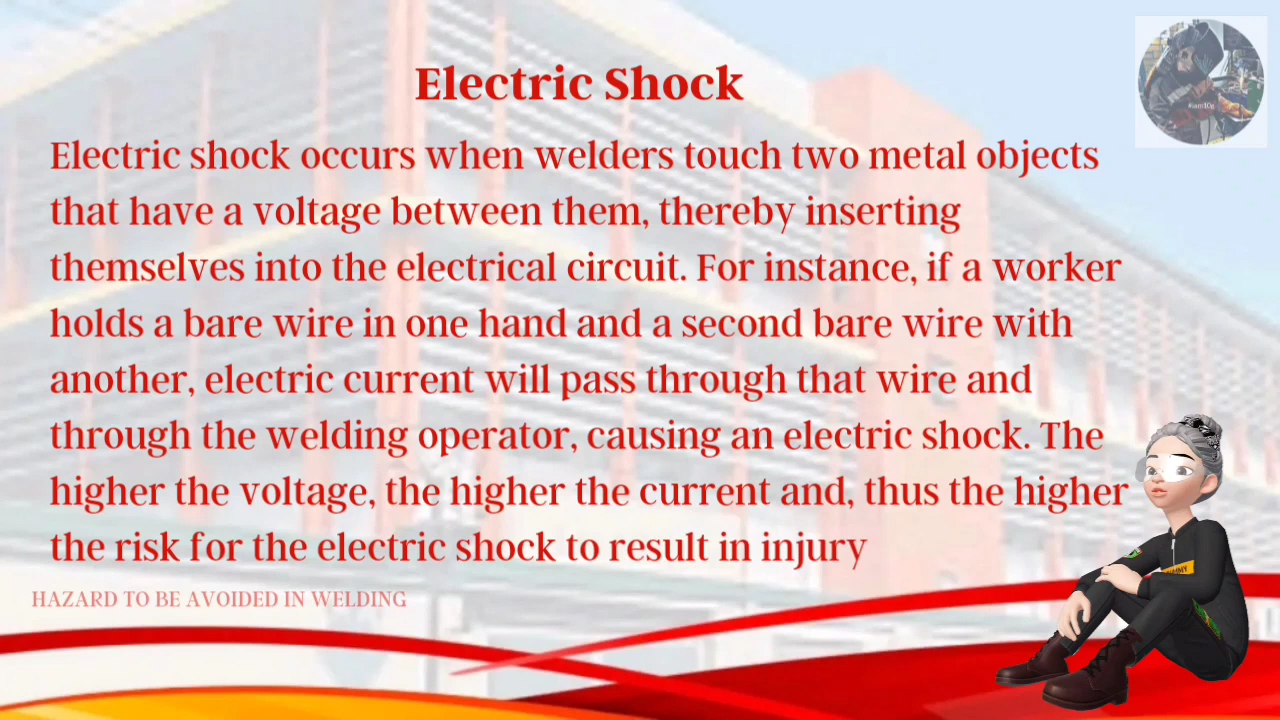 Electric Shock
Electric shock occurs when welders touch two metal objects
that have a voltage between them, thereby inserting
themselves into the electrical circuit. For instance, if a worker
holds a bare wire in one hand and a second bare wire with
another, electric current will pass through that wire and
through the welding operator, causing an electric shock. The
higher the voltage, the higher the current and, thus the higher
the risk for the electric shock to result in injury
HAZARD TO BE AVOIDED IN WELDING